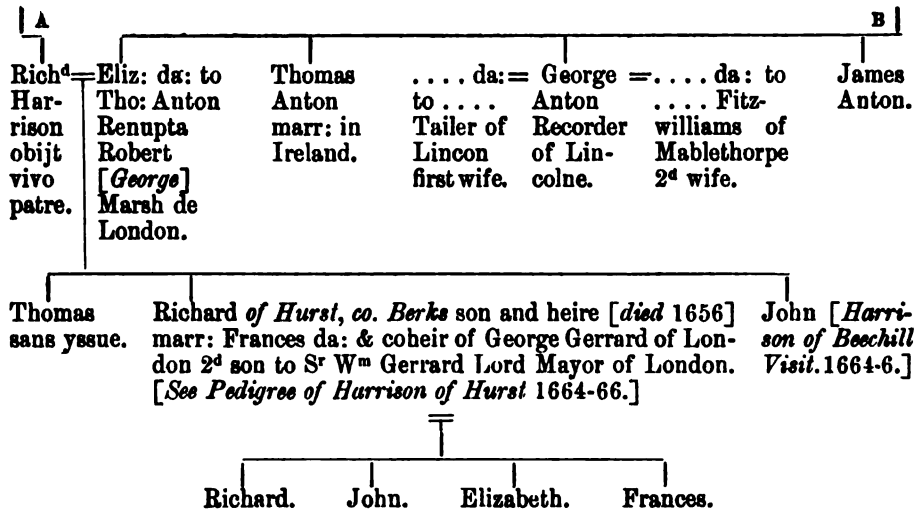 A B
Richᵈ=Eliz: da: to Thomas .... da:= George =.... da: to James
Har- Tho: Anton Anton to .... Anton .... Fitz- Anton.
rison Renupta marr: in Tailer of Recorder williams of
obijt Robert Ireland. Lincon of Lin- Mablethorpe
vivo [George] first wife. colne. 2ᵈ wife.
patre. Marsh de
London.
Thomas Richard of Hurst, co. Berks son and heire [died 1656] John [Harri-
sans yssue. marr: Frances da: & coheir of George Gerrard of Lon- son of Beechill
don 2ᵈ son to Sʳ Wᵐ Gerrard Lord Mayor of London. Visit. 1664-6.]
[See Pedigree of Harrison of Hurst 1664-66.]
Richard. John. Elizabeth. Frances.